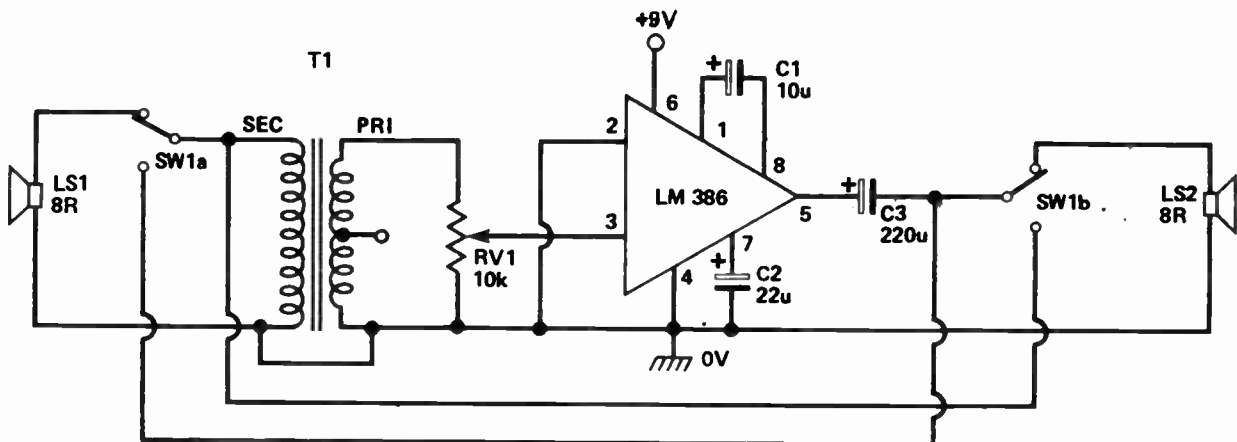 +9V
T1
+
C1
10u
6
SEC
PRI
2
1
SW1a
8
LS1
8R
LM 386
+
LS2
8R
5
SW1b
C3
220u
3
RV1
10k
7
+
C2
22u
4
0V